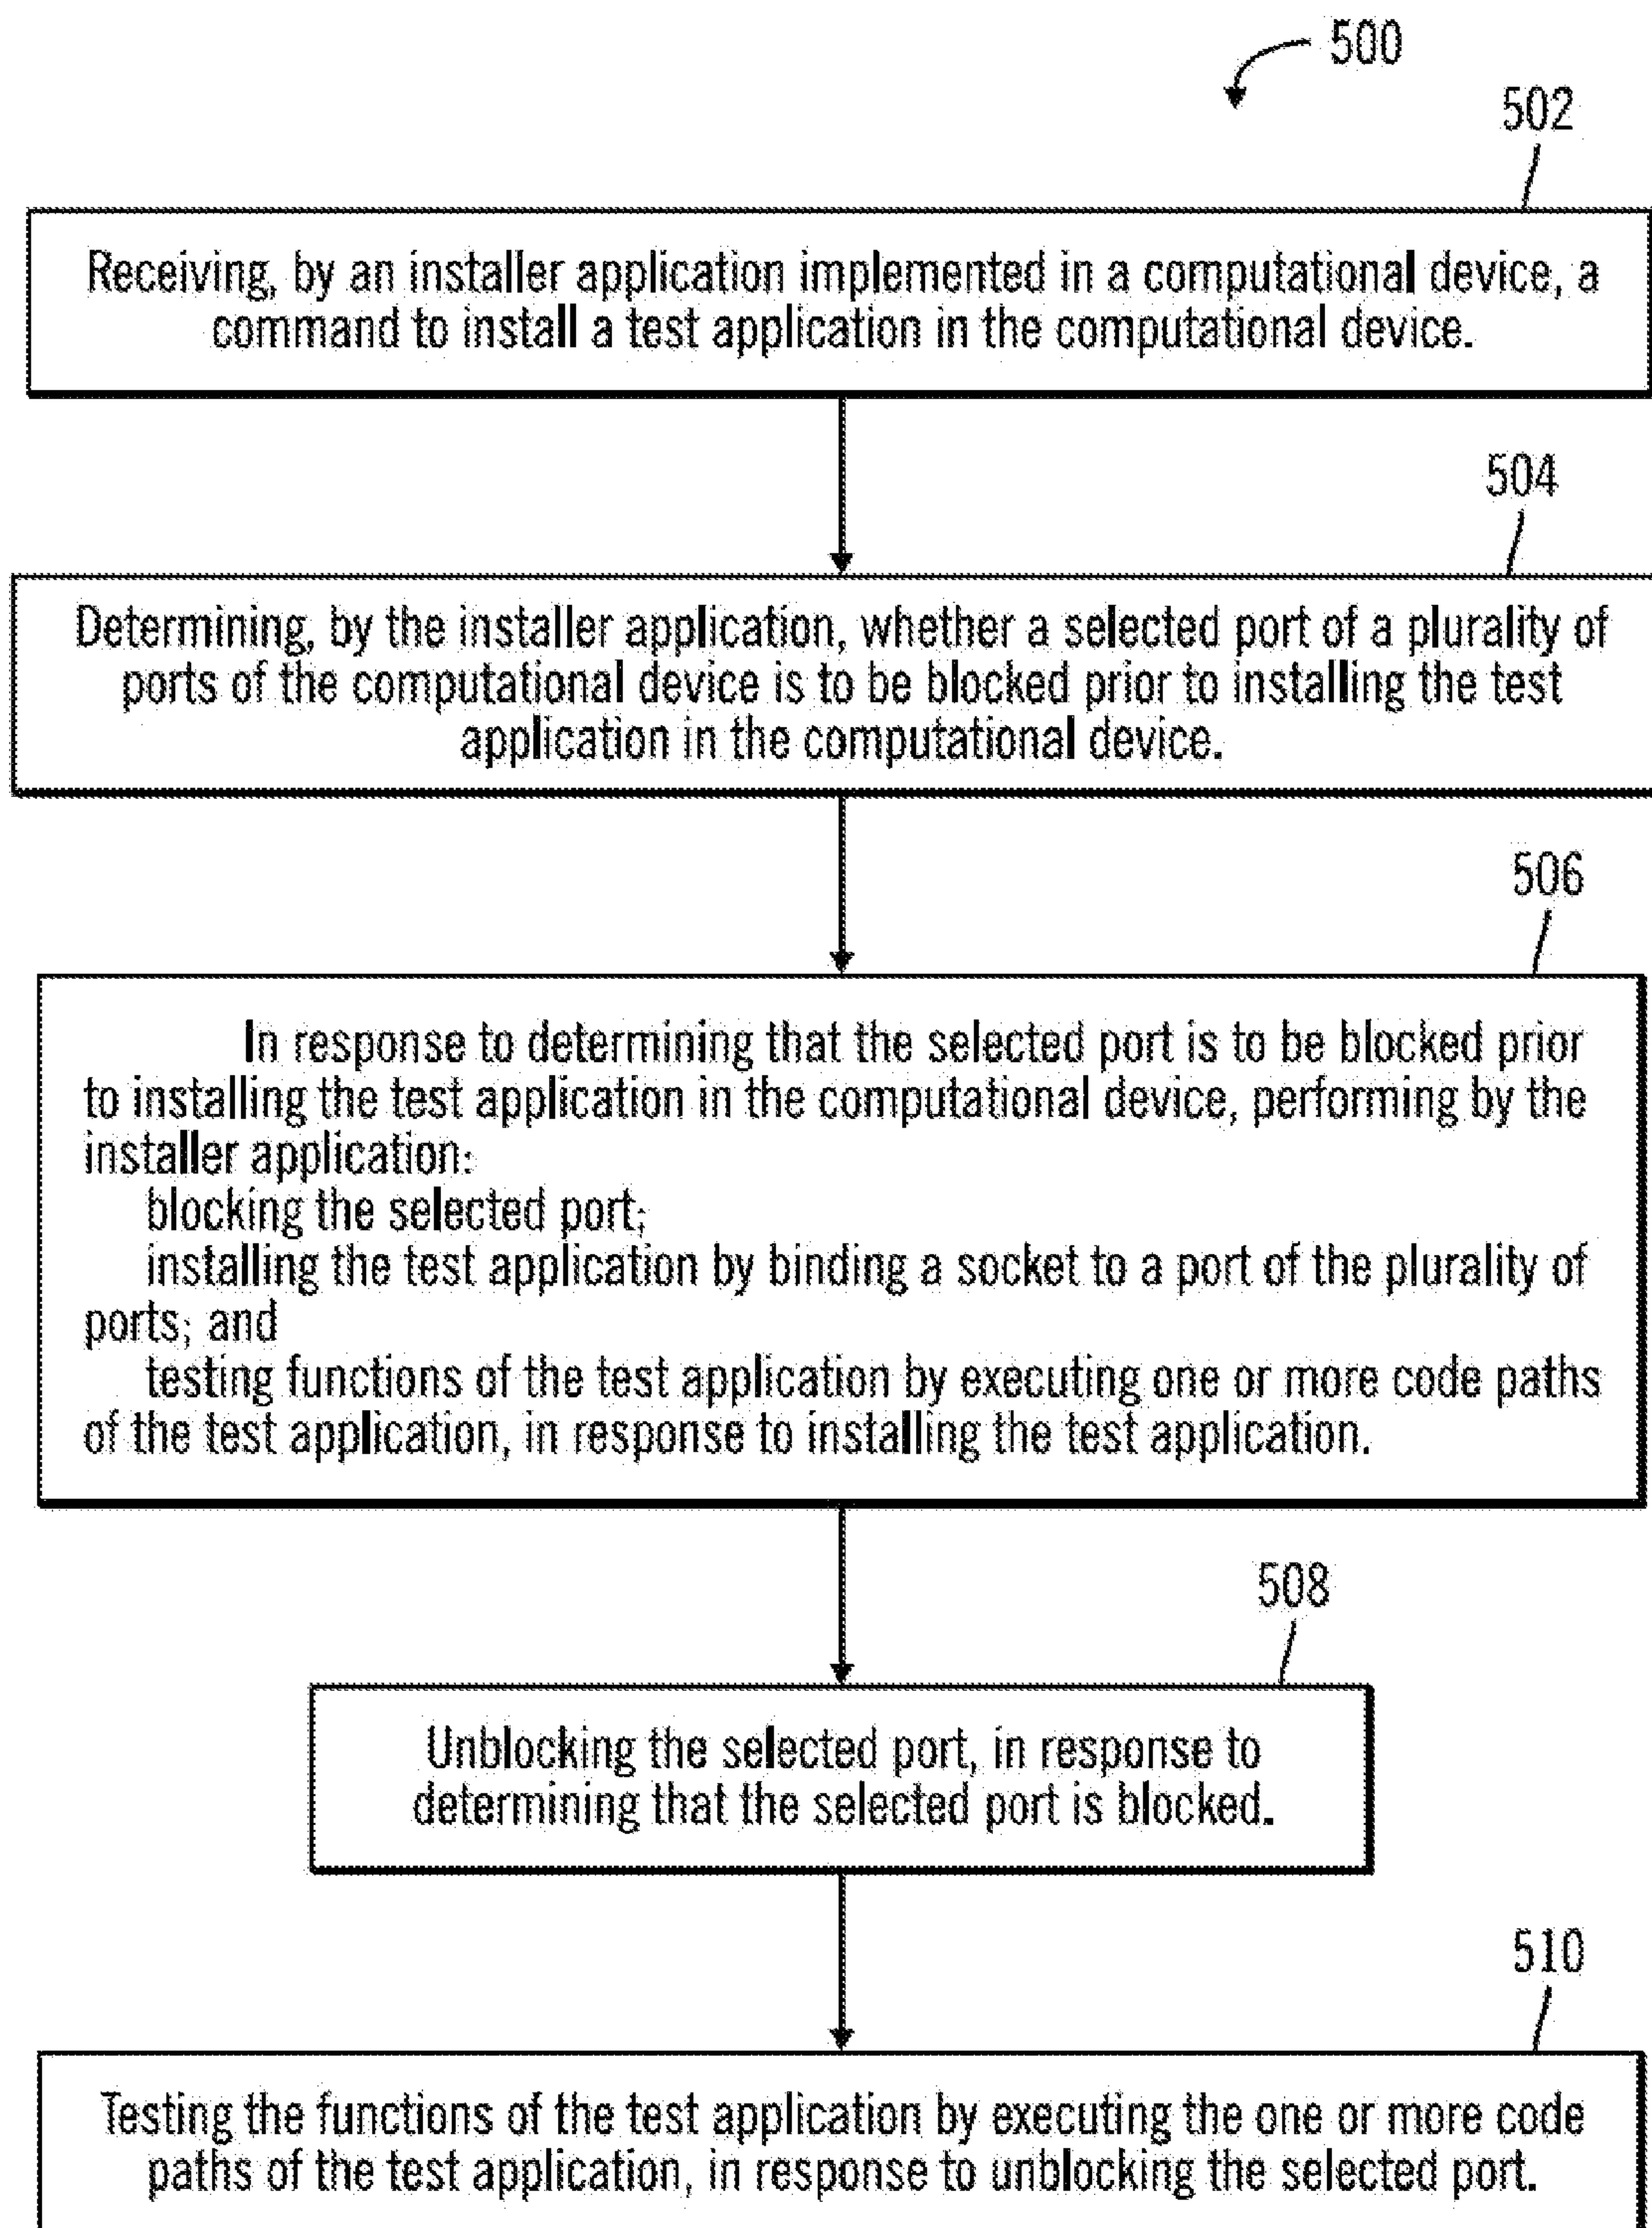 500
502
Receiving, by an installer application implemented in a computational device, a
command to install a test application in the computational device.
504
Determining, by the installer application, whether a selected port of a plurality of
ports of the computational device is to be blocked prior to installing the test
application in the computational device.
506
In response to determining that the selected port is to be blocked prior
to installing the test application in the computational device, performing by the
installer application:
blocking the selected port;
installing the test application by binding a socket to a port of the plurality of
ports; and
testing functions of the test application by executing one or more code paths
of the test application, in response to installing the test application.
508
Unblocking the selected port, in response to
determining that the selected port is blocked.
510
Testing the functions of the test application by executing the one or more code
paths of the test application, in response to unblocking the selected port.